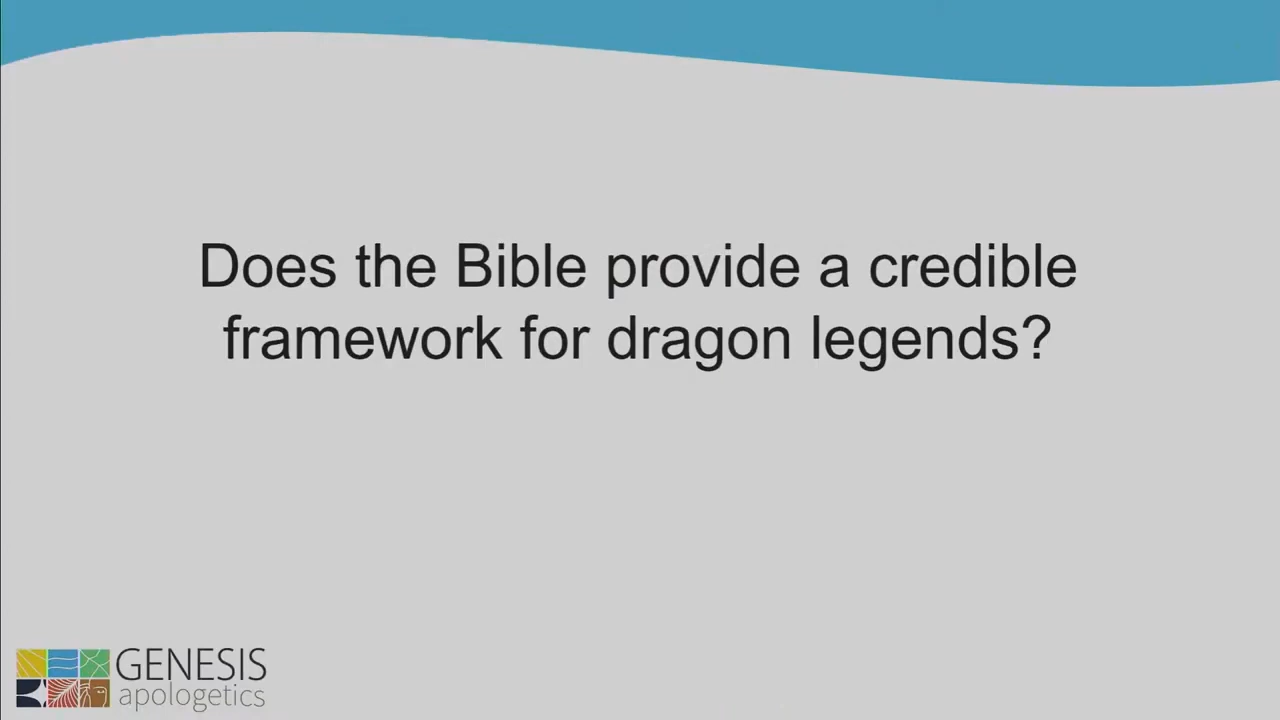 Does the Bible provide a credible
framework for dragon legends?
GENESIS
apologetics